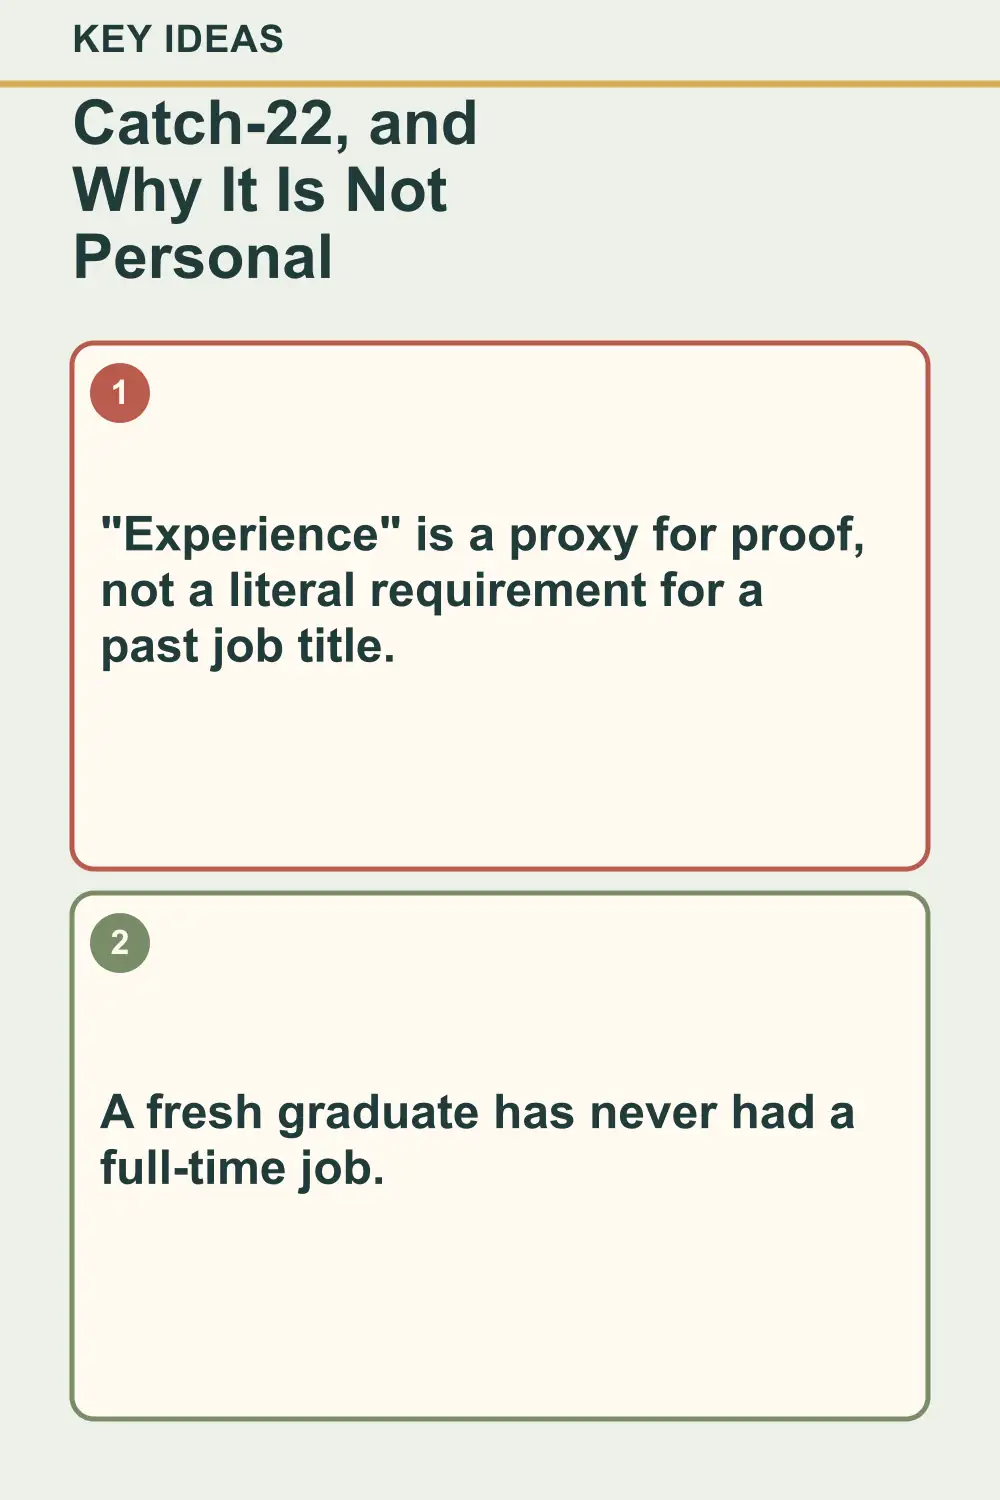 KEY IDEAS
Catch-22, and
Why It Is Not
Personal
1
"Experience" is a proxy for proof,
not a literal requirement for a
past job title.
2
A fresh graduate has never had a
full-time job.